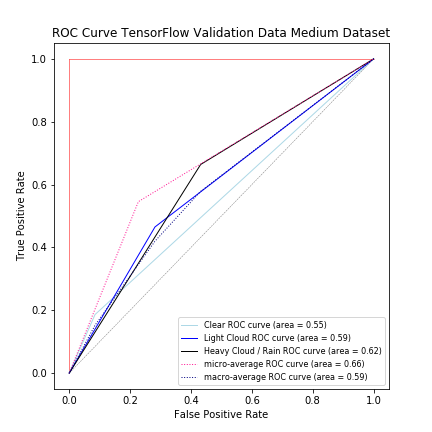 ROC Curve TensorFlow Validation Data Medium Dataset
1.0
0.8
0.6
0.4
0.2
0.0
True Positive Rate
Clear ROC curve (area = 0.55)
Light Cloud ROC curve (area = 0.59)
Heavy Cloud / Rain ROC curve (area = 0.62)
micro-average ROC curve (area = 0.66)
macro-average ROC curve (area = 0.59)
0.0 0.2 0.4 0.6 0.8 1.0
False Positive Rate